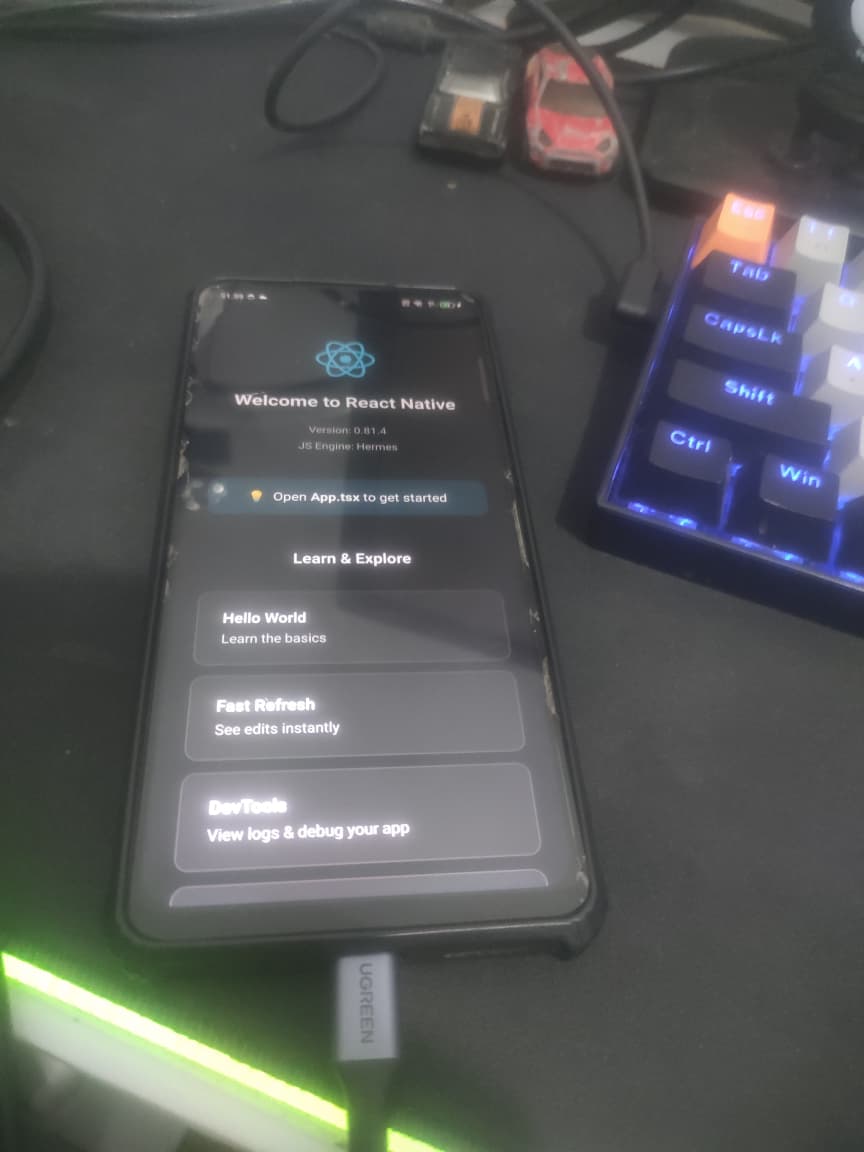 Welcome to React Native
Version: 0.81.4
JS Engine: Hermes
Open App.tsx to get started
Learn & Explore
Hello World
Learn the basics
Fast Refresh
See edits instantly
DevTools
View logs & debug your app
UGREEN
Esc
Tab
CapsLk
Shift
Ctrl
Win
A